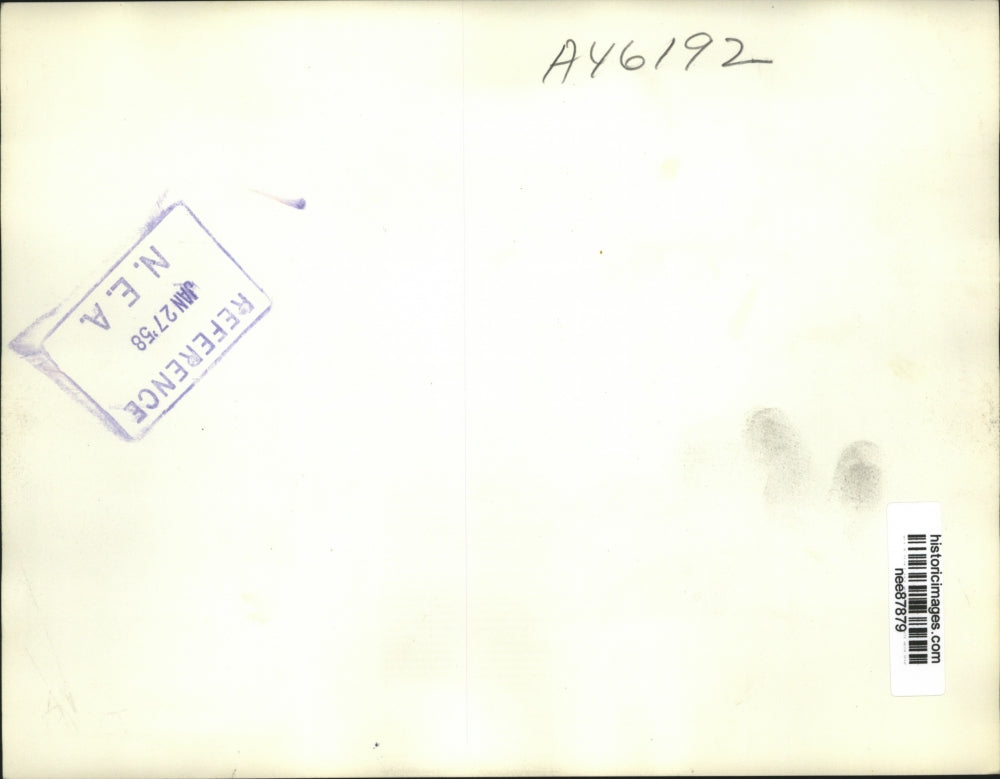 A46192
REFERENCE
JAN 27 '58
N. E. A.
historicimages.com
nee87879